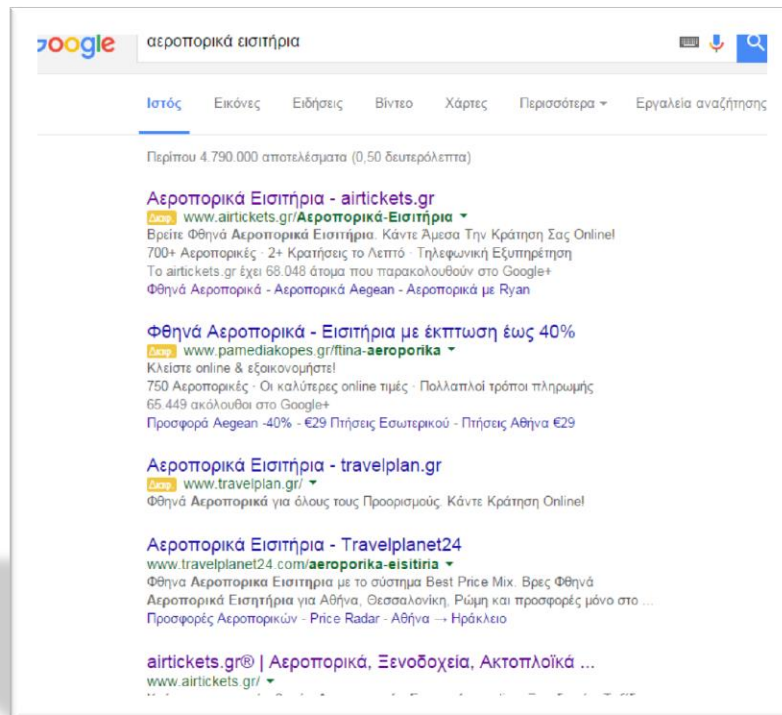 Google αεροπορικά εισιτήρια
Ιστός Εικόνες Ειδήσεις Βίντεο Χάρτες Περισσότερα Εργαλεία αναζήτησης
Περίπου 4.790.000 αποτελέσματα (0,50 δευτερόλεπτα)
Αεροπορικά Εισιτήρια - airtickets.gr
Διαφ. www.airtickets.gr/Αεροπορικά-Εισιτήρια
Βρείτε Φθηνά Αεροπορικά Εισιτήρια. Κάντε Άμεσα Την Κράτηση Σας Online!
700+ Αεροπορικές · 2+ Κρατήσεις το Λεπτό · Τηλεφωνική Εξυπηρέτηση
Το airtickets.gr έχει 68.048 άτομα που παρακολουθούν στο Google+
Φθηνά Αεροπορικά - Αεροπορικά Aegean - Αεροπορικά με Ryan
Φθηνά Αεροπορικά - Εισιτήρια με έκπτωση έως 40%
Διαφ. www.pamediakopes.gr/ftina-aeroporika
Κλείστε online & εξοικονομήστε!
750 Αεροπορικές · Οι καλύτερες online τιμές · Πολλαπλοί τρόποι πληρωμής
65.449 ακόλουθοι στο Google+
Προσφορά Aegean -40% - €29 Πτήσεις Εσωτερικού - Πτήσεις Αθήνα €29
Αεροπορικά Εισιτήρια - travelplan.gr
Διαφ. www.travelplan.gr/
Φθηνά Αεροπορικά για όλους τους Προορισμούς. Κάντε Κράτηση Online!
Αεροπορικά Εισιτήρια - Travelplanet24
www.travelplanet24.com/aeroporika-eisitiria
Φθηνα Αεροπορικα Εισιτηρια με το σύστημα Best Price Mix. Βρες Φθηνά
Αεροπορικά Εισητήρια για Αθήνα, Θεσσαλονίκη, Ρώμη και προσφορές μόνο στο ...
Προσφορές Αεροπορικών - Price Radar - Αθήνα → Ηράκλειο
airtickets.gr® | Αεροπορικά, Ξενοδοχεία, Ακτοπλοϊκά ...
www.airtickets.gr/